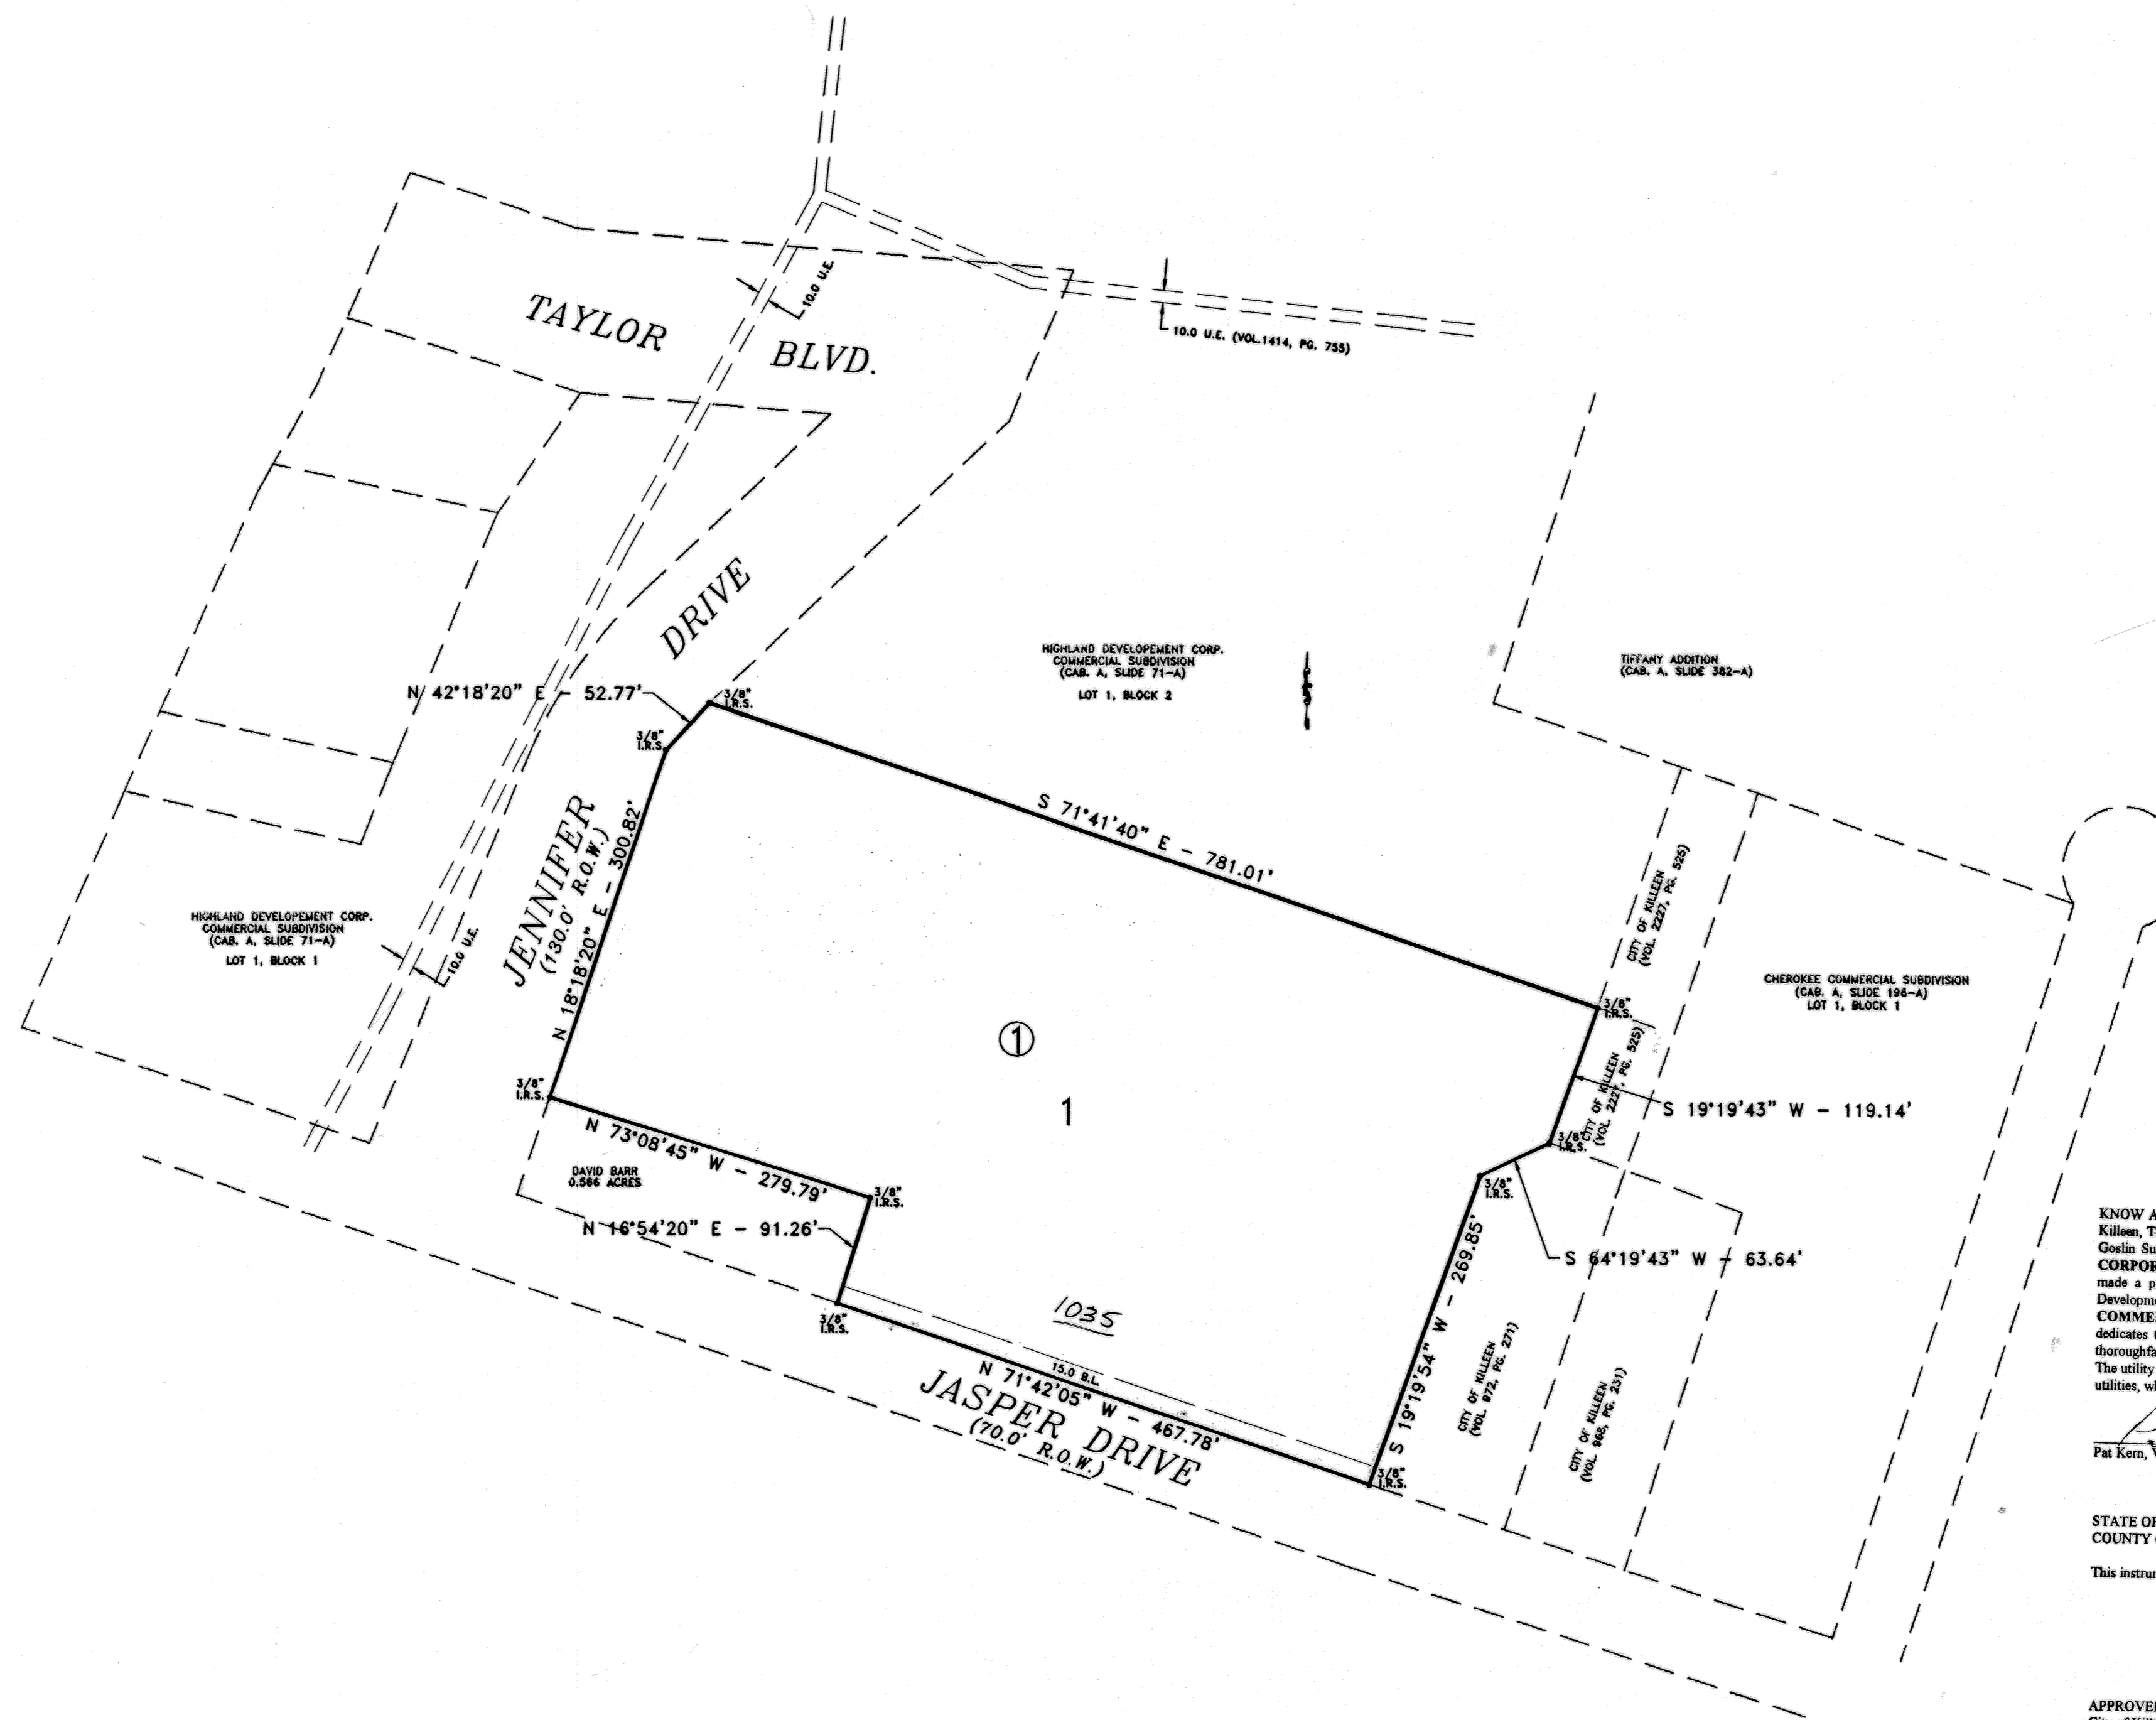 10.0 U.E.
TAYLOR BLVD.
10.0 U.E. (VOL.1414, PG. 755)
DRIVE
HIGHLAND DEVELOPEMENT CORP.
COMMERCIAL SUBDIVISION
(CAB. A, SLIDE 71-A)
LOT 1, BLOCK 2
TIFFANY ADDITION
(CAB. A, SLIDE 382-A)
N 42°18'20" E - 52.77'
3/8"
I.R.S.
3/8"
I.R.S.
S 71°41'40" E - 781.01'
JENNIFER
(130.0' R.O.W.)
N 18°18'20" E - 300.82'
HIGHLAND DEVELOPEMENT CORP.
COMMERCIAL SUBDIVISION
(CAB. A, SLIDE 71-A)
LOT 1, BLOCK 1
10.0 U.E.
CITY OF KILLEEN
(VOL. 2227, PG. 525)
CHEROKEE COMMERCIAL SUBDIVISION
(CAB. A, SLIDE 196-A)
LOT 1, BLOCK 1
3/8"
I.R.S.
1
CITY OF KILLEEN
(VOL. 2227, PG. 525)
3/8"
I.R.S.
1
S 19°19'43" W - 119.14'
N 73°08'45" W - 279.79'
3/8"
I.R.S.
DAVID BARR
0.566 ACRES
3/8"
I.R.S.
3/8"
I.R.S.
N 16°54'20" E - 91.26'
S 64°19'43" W - 63.64'
S 19°19'54" W - 269.85'
3/8"
I.R.S.
1035
15.0 B.L.
N 71°42'05" W - 467.78'
JASPER DRIVE
(70.0' R.O.W.)
3/8"
I.R.S.
CITY OF KILLEEN
(VOL. 972, PG. 271)
CITY OF KILLEEN
(VOL. 968, PG. 231)
KNOW A
Killeen, T
Goslin Su
CORPOR
made a p
Developm
COMME
dedicates
thoroughfa
The utility
utilities, w
Pat Kern,
STATE OF
COUNTY
This instru
APPROVE